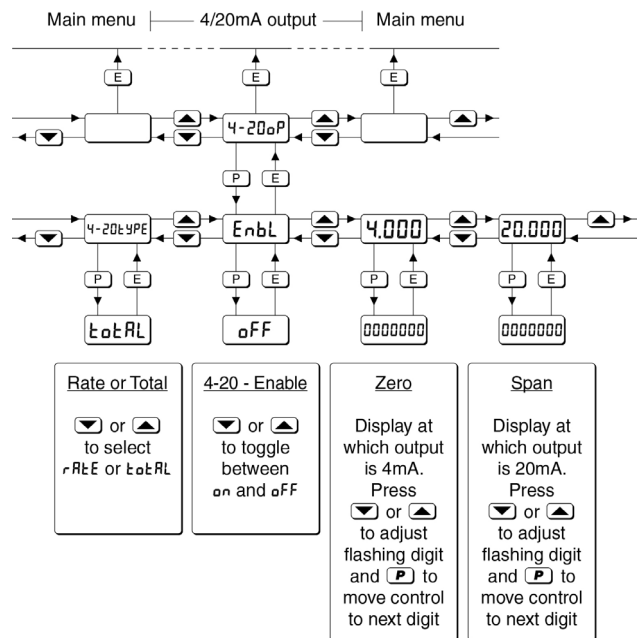 Main menu 4/20mA output Main menu
E E E
4-20oP
P E
4-20tYPE EnbL 4.000 20.000
P E P E P E P E
totAL oFF 0000000 0000000
Rate or Total
or
to select
rAtE or totAL
4-20 - Enable
or
to toggle
between
on and oFF
Zero
Display at
which output
is 4mA.
Press
or
to adjust
flashing digit
and P to
move control
to next digit
Span
Display at
which output
is 20mA.
Press
or
to adjust
flashing digit
and P to
move control
to next digit